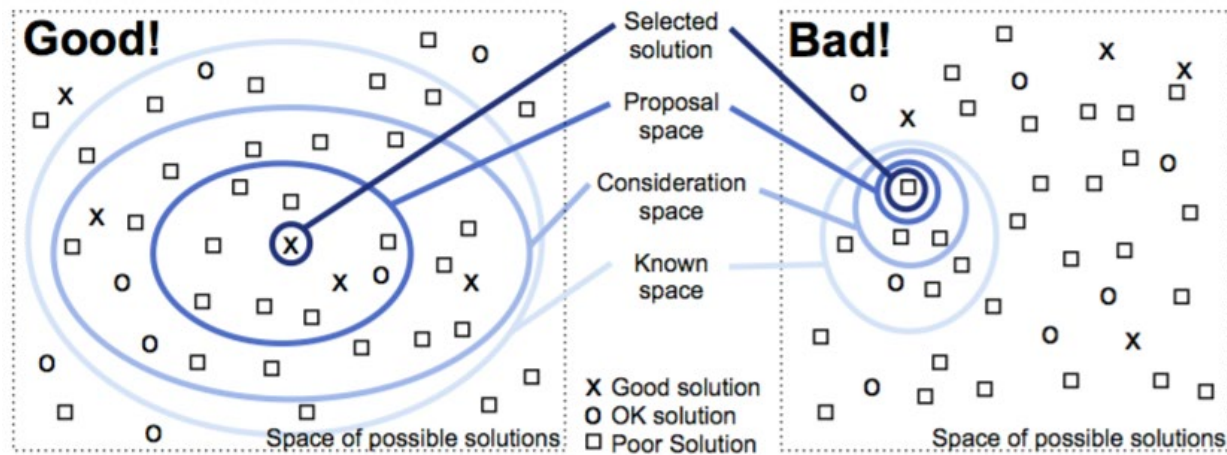 Good!
Selected
solution
Proposal
space
Consideration
space
Known
space
X Good solution
O OK solution
□ Poor Solution
Space of possible solutions
Bad!
Space of possible solutions